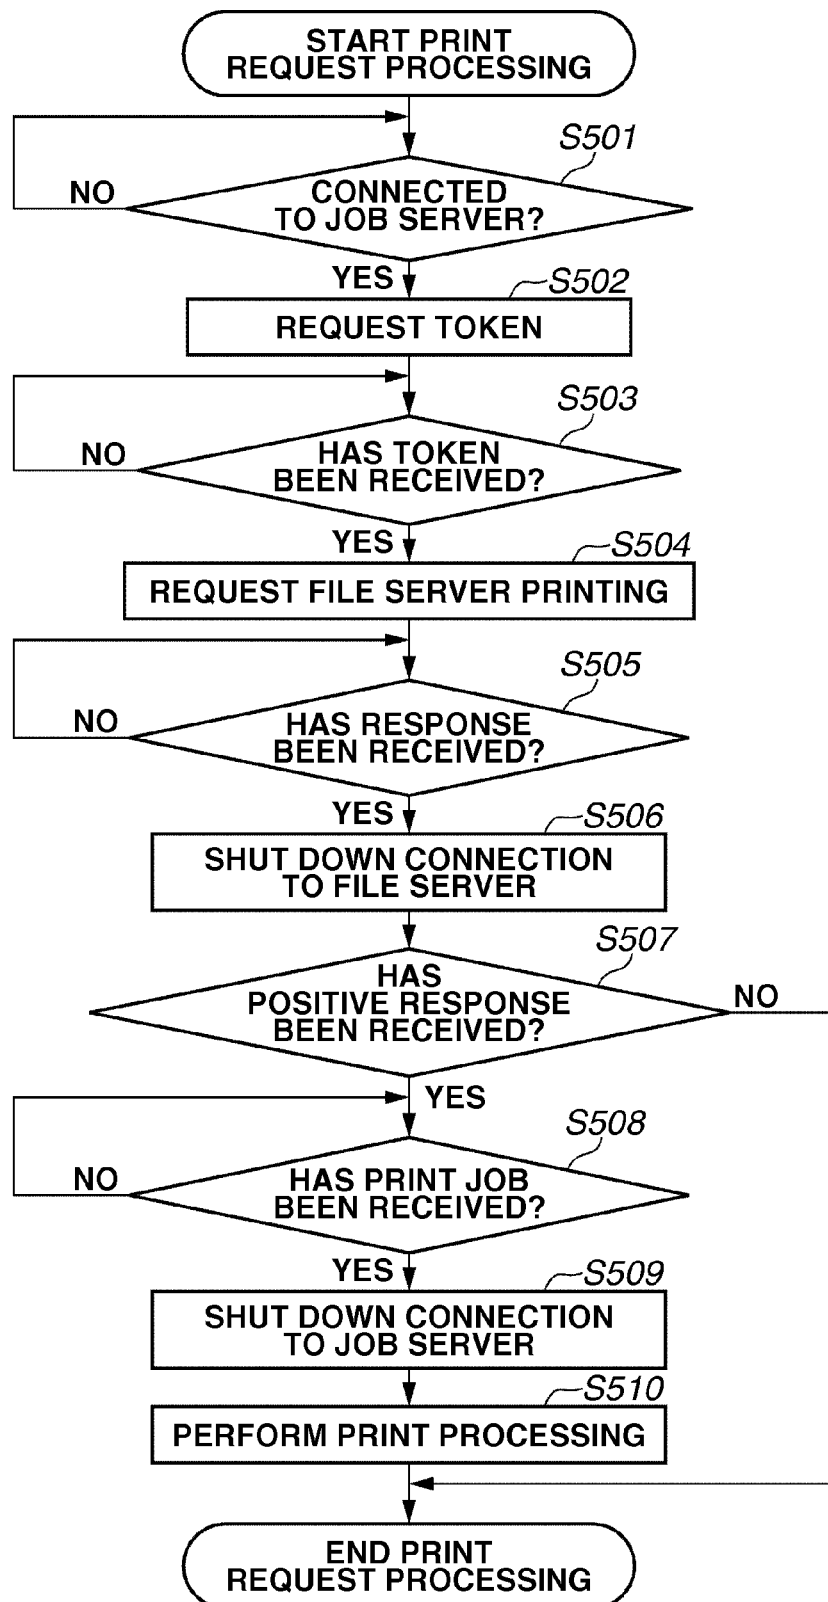 START PRINT
REQUEST PROCESSING
S501
NO
CONNECTED
TO JOB SERVER?
YES
S502
REQUEST TOKEN
S503
NO
HAS TOKEN
BEEN RECEIVED?
YES
S504
REQUEST FILE SERVER PRINTING
S505
NO
HAS RESPONSE
BEEN RECEIVED?
YES
S506
SHUT DOWN CONNECTION
TO FILE SERVER
S507
HAS
POSITIVE RESPONSE
BEEN RECEIVED?
NO
YES
S508
NO
HAS PRINT JOB
BEEN RECEIVED?
YES
S509
SHUT DOWN CONNECTION
TO JOB SERVER
S510
PERFORM PRINT PROCESSING
END PRINT
REQUEST PROCESSING